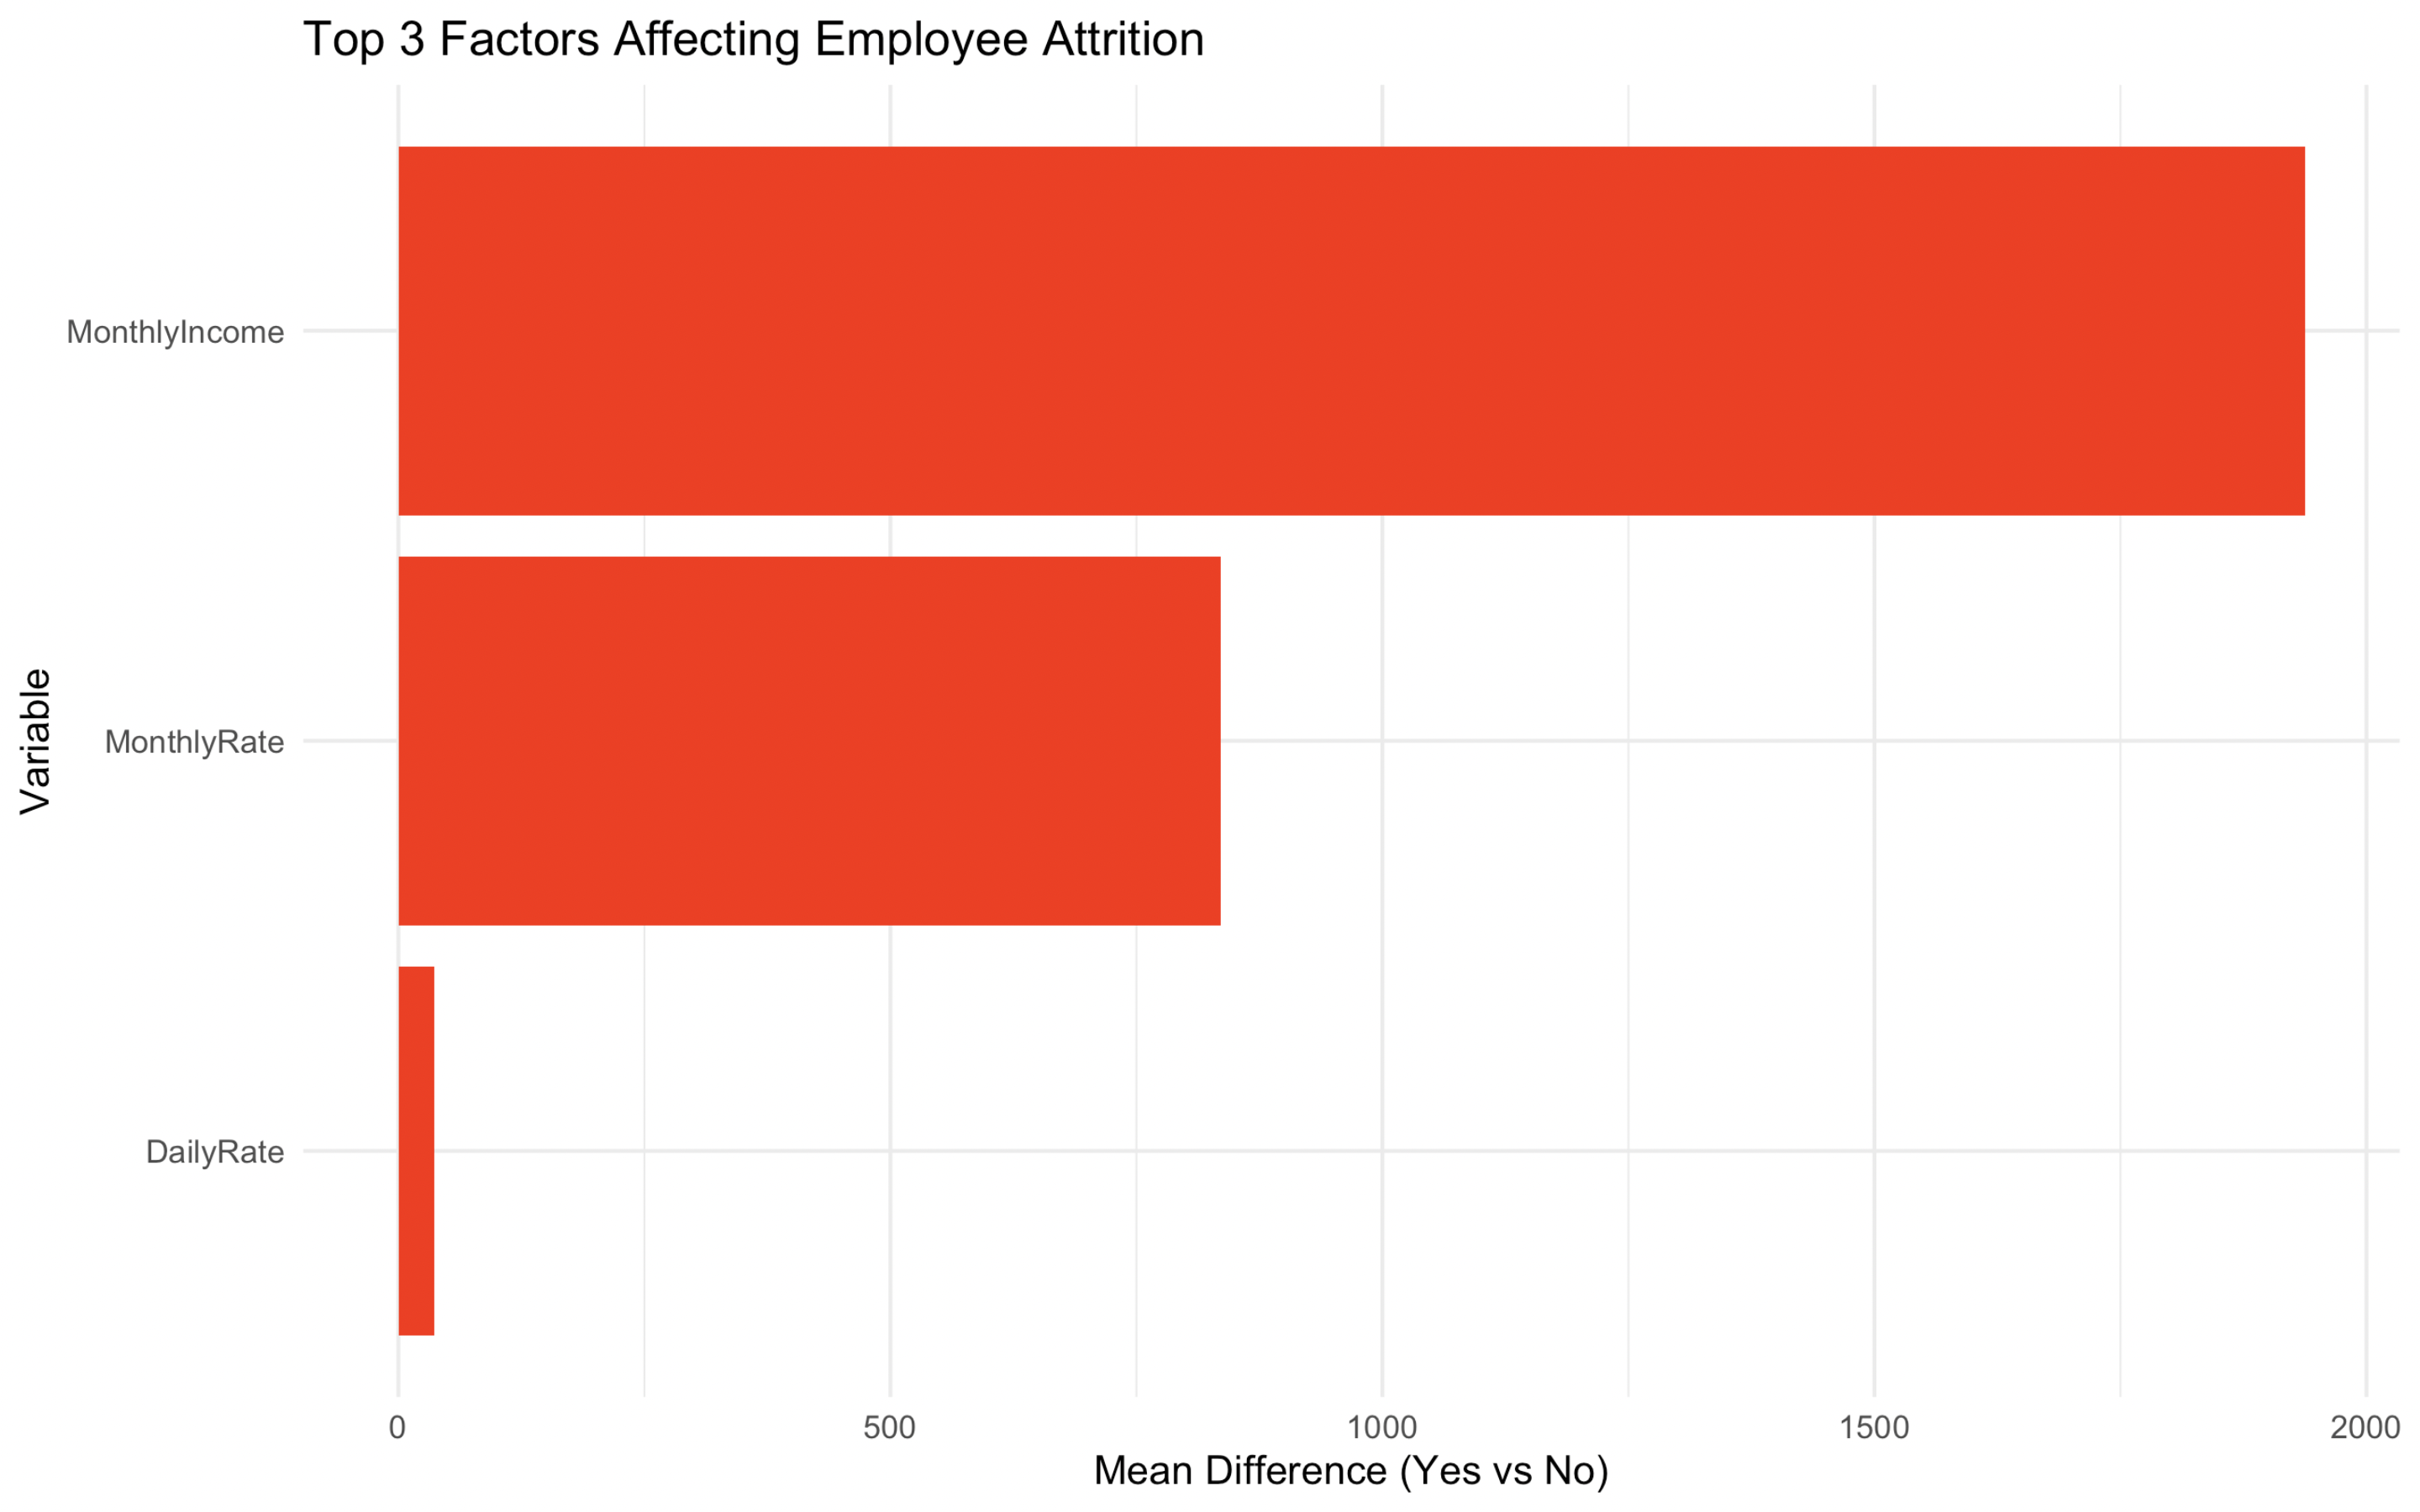 Top 3 Factors Affecting Employee Attrition
Variable
MonthlyIncome
MonthlyRate
DailyRate
0 500 1000 1500 2000
Mean Difference (Yes vs No)